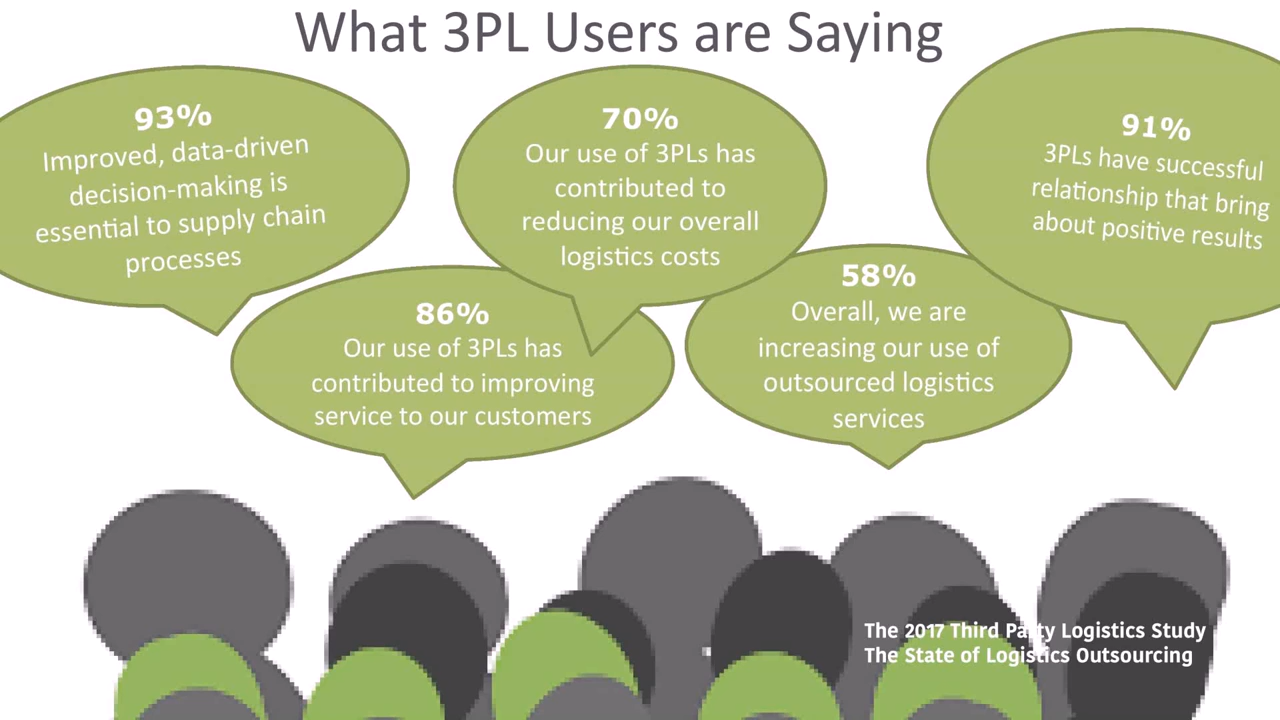 What 3PL Users are Saying
93%
Improved, data-driven
decision-making is
essential to supply chain
processes
70%
Our use of 3PLs has
contributed to
reducing our overall
logistics costs
91%
3PLs have successful
relationship that bring
about positive results
86%
Our use of 3PLs has
contributed to improving
service to our customers
58%
Overall, we are
increasing our use of
outsourced logistics
services
The 2017 Third Party Logistics Study
The State of Logistics Outsourcing